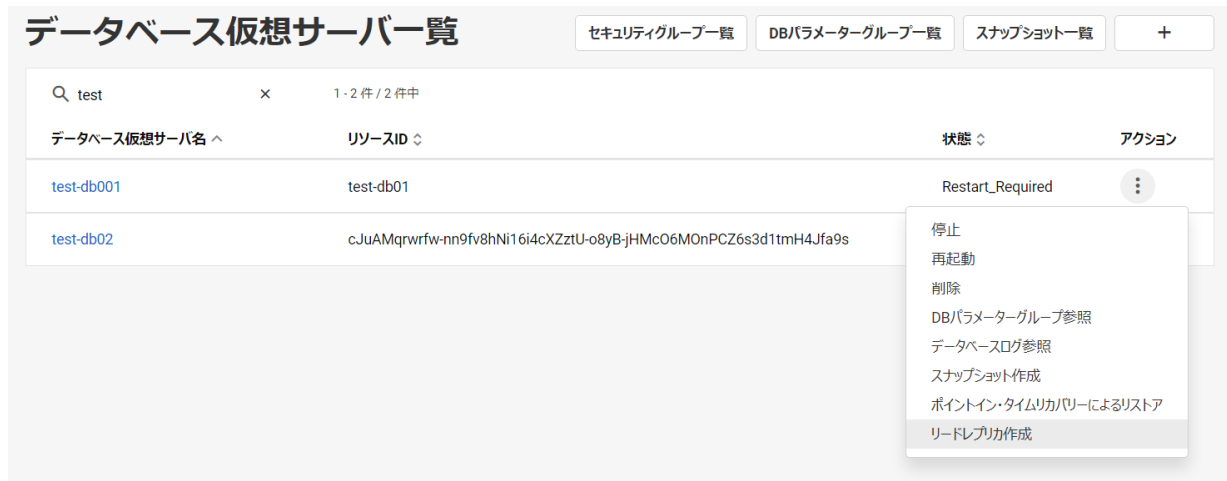 データベース仮想サーバ一覧
セキュリティグループ一覧 DBパラメーターグループ一覧 スナップショット一覧 +
test × 1 - 2 件 / 2 件中
データベース仮想サーバ名 リソースID 状態 アクション
test-db001 test-db01 Restart_Required
test-db02 cJuAMqrwrfw-nn9fv8hNi16i4cXZztU-o8yB-jHMcO6MOnPCZ6s3d1tmH4Jfa9s
停止
再起動
削除
DBパラメーターグループ参照
データベースログ参照
スナップショット作成
ポイントイン・タイムリカバリーによるリストア
リードレプリカ作成